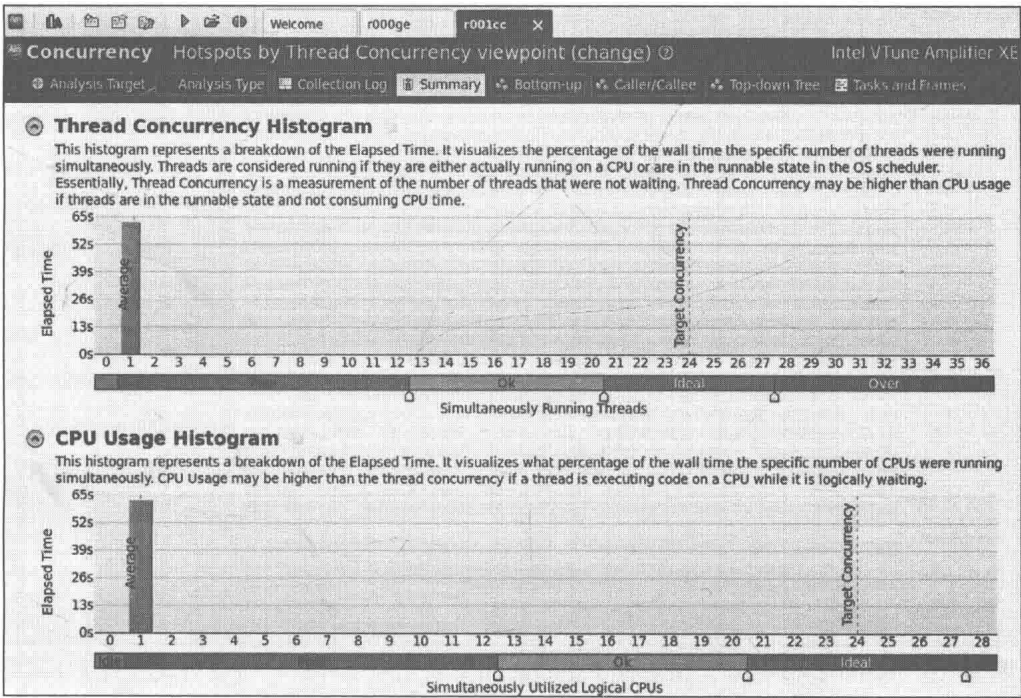 Welcome
r000ge
r001cc ×
Concurrency Hotspots by Thread Concurrency viewpoint (change) Intel VTune Amplifier XE
Analysis Target Analysis Type Collection Log Summary Bottom-up Caller/Callee Top-down Tree Tasks and Frames
Thread Concurrency Histogram
This histogram represents a breakdown of the Elapsed Time. It visualizes the percentage of the wall time the specific number of threads were running
simultaneously. Threads are considered running if they are either actually running on a CPU or are in the runnable state in the OS scheduler.
Essentially, Thread Concurrency is a measurement of the number of threads that were not waiting. Thread Concurrency may be higher than CPU usage
if threads are in the runnable state and not consuming CPU time.
65s
52s
39s
26s
13s
0s
Elapsed Time
Average
Target Concurrency
0 1 2 3 4 5 6 7 8 9 10 11 12 13 14 15 16 17 18 19 20 21 22 23 24 25 26 27 28 29 30 31 32 33 34 35 36
Ok Ideal Over
Simultaneously Running Threads
CPU Usage Histogram
This histogram represents a breakdown of the Elapsed Time. It visualizes what percentage of the wall time the specific number of CPUs were running
simultaneously. CPU Usage may be higher than the thread concurrency if a thread is executing code on a CPU while it is logically waiting.
65s
52s
39s
26s
13s
0s
Elapsed Time
Average
Target Concurrency
0 1 2 3 4 5 6 7 8 9 10 11 12 13 14 15 16 17 18 19 20 21 22 23 24 25 26 27 28
Idle Ok Ideal
Simultaneously Utilized Logical CPUs